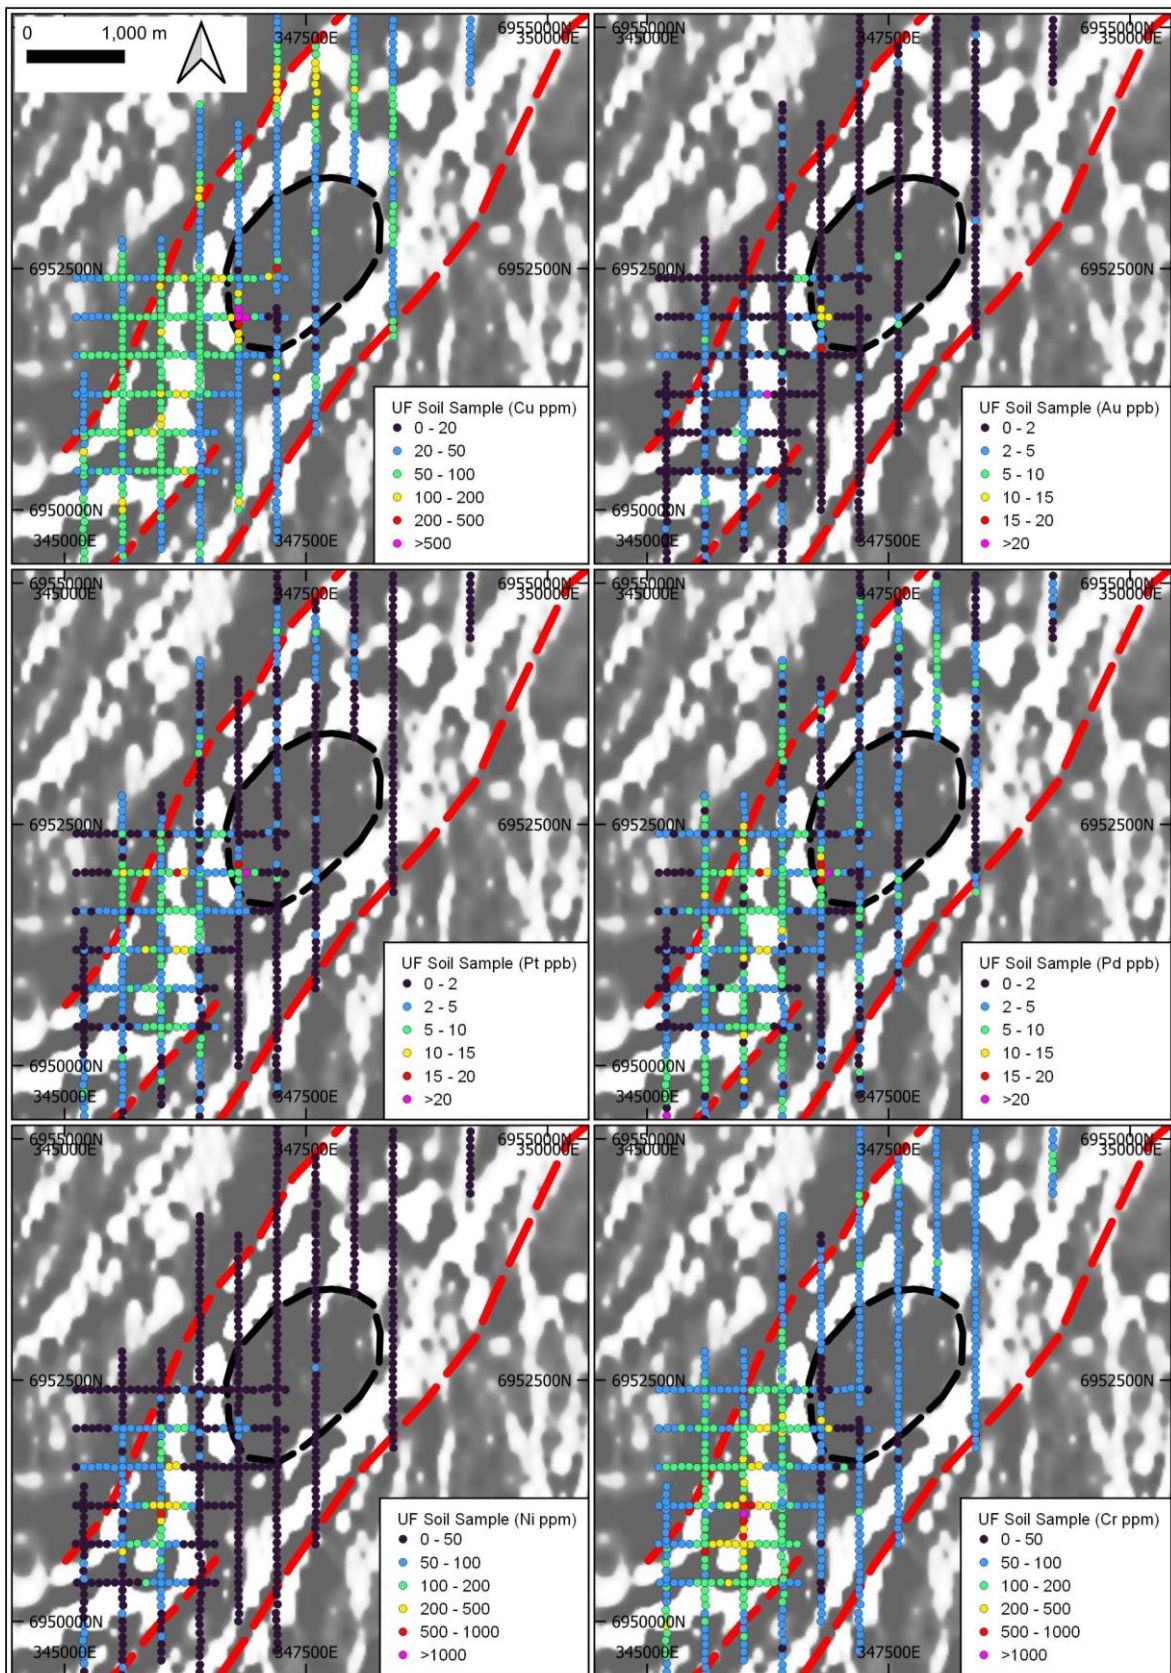 0 1,000 m
347500E
6955000N
350000E
6952500N
6950000N
345000E
347500E
UF Soil Sample (Cu ppm)
0 - 20
20 - 50
50 - 100
100 - 200
200 - 500
>500
6955000N
345000E
347500E
350000E
6952500N
6950000N
345000E
347500E
UF Soil Sample (Au ppb)
0 - 2
2 - 5
5 - 10
10 - 15
15 - 20
>20
6955000N
345000E
347500E
6955000N
350000E
6952500N
6952500N
6950000N
345000E
347500E
UF Soil Sample (Pt ppb)
0 - 2
2 - 5
5 - 10
10 - 15
15 - 20
>20
6955000N
345000E
347500E
6955000N
350000E
6952500N
6952500N
6950000N
345000E
347500E
UF Soil Sample (Pd ppb)
0 - 2
2 - 5
5 - 10
10 - 15
15 - 20
>20
6955000N
345000E
347500E
6955000N
350000E
6952500N
6952500N
6950000N
345000E
347500E
UF Soil Sample (Ni ppm)
0 - 50
50 - 100
100 - 200
200 - 500
500 - 1000
>1000
6955000N
345000E
347500E
6955000N
350000E
6952500N
6952500N
6950000N
345000E
347500E
UF Soil Sample (Cr ppm)
0 - 50
50 - 100
100 - 200
200 - 500
500 - 1000
>1000